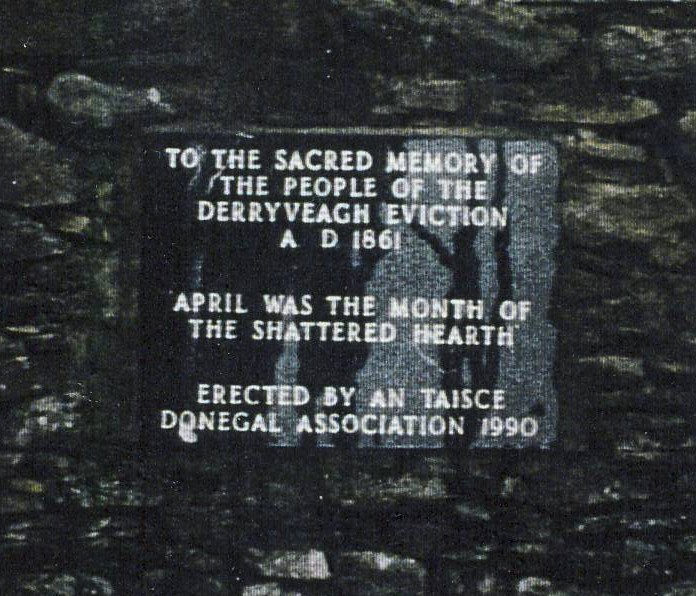 TO THE SACRED MEMORY OF
THE PEOPLE OF THE
DERRYVEAGH EVICTION
A D 1861
"APRIL WAS THE MONTH OF
THE SHATTERED HEARTH"
ERECTED BY AN TAISCE
DONEGAL ASSOCIATION 1990